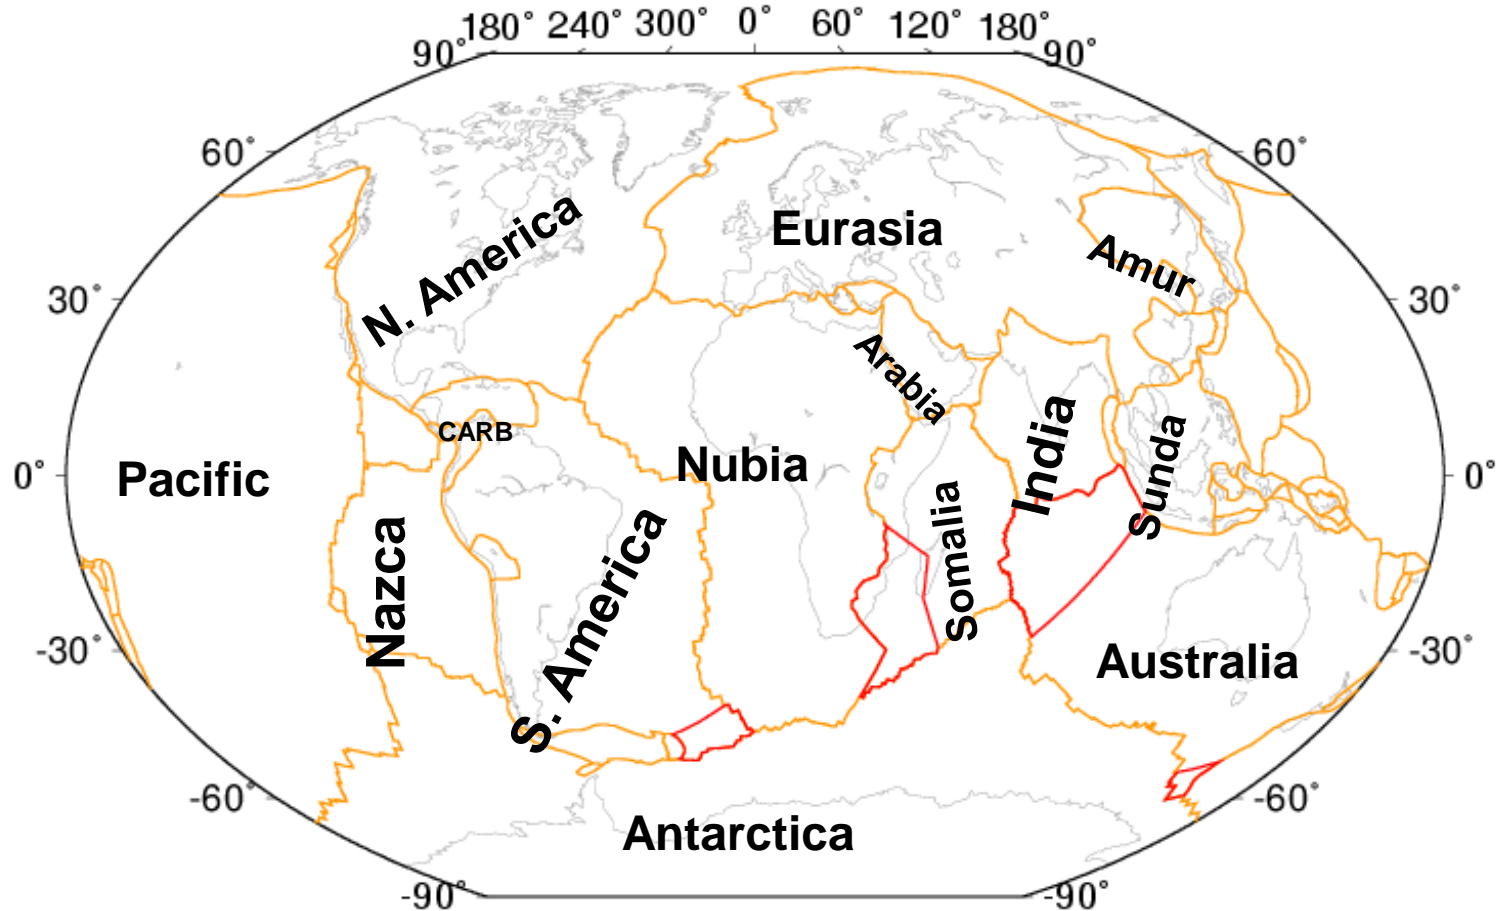 180° 240° 300° 0° 60° 120° 180°
90° 90°
60° 60°
N. America
Eurasia
Amur
30° 30°
Arabia
CARB
India
Sunda
Pacific
Nubia
0° 0°
Somalia
Nazca
S. America
-30° -30°
Australia
-60° -60°
Antarctica
-90° -90°